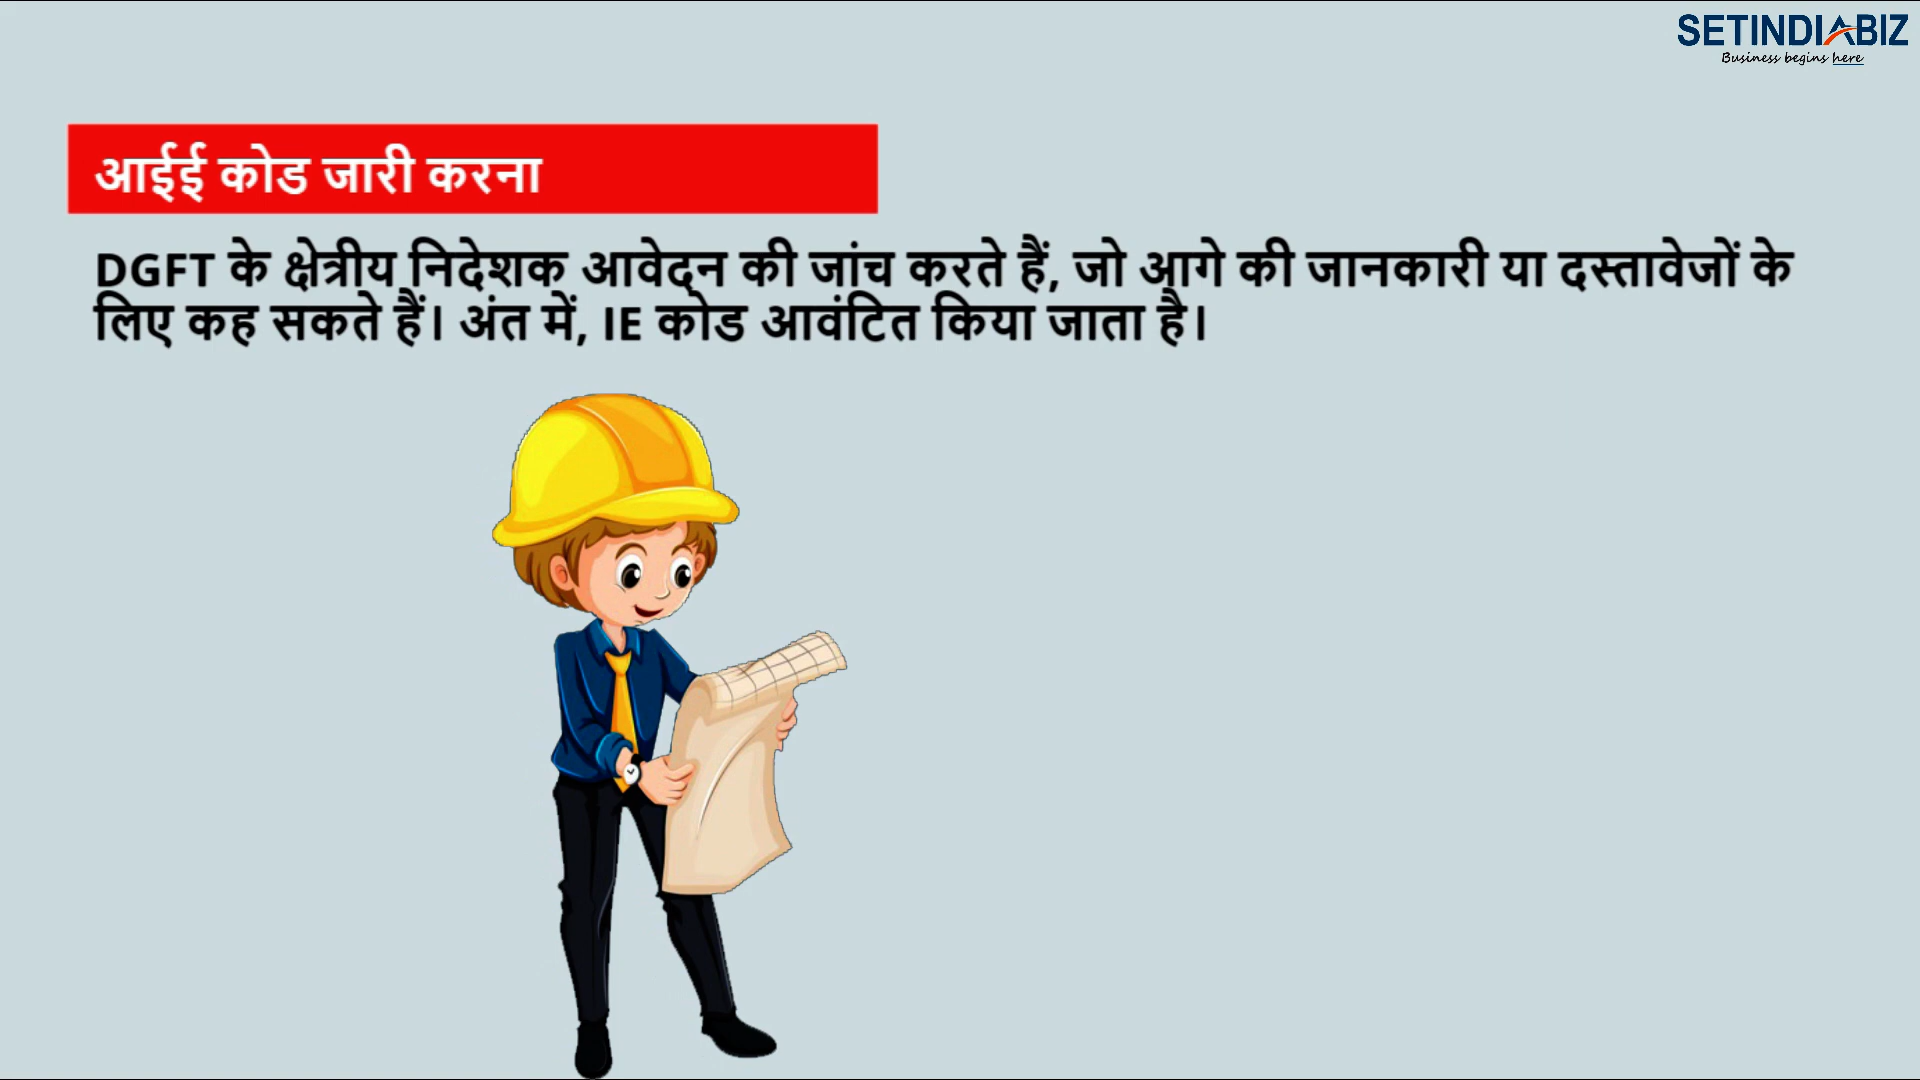 SETINDIABIZ
Business begins here
आईई कोड जारी करना
DGFT के क्षेत्रीय निदेशक आवेदन की जांच करते हैं, जो आगे की जानकारी या दस्तावेजों के
लिए कह सकते हैं। अंत में, IE कोड आवंटित किया जाता है।